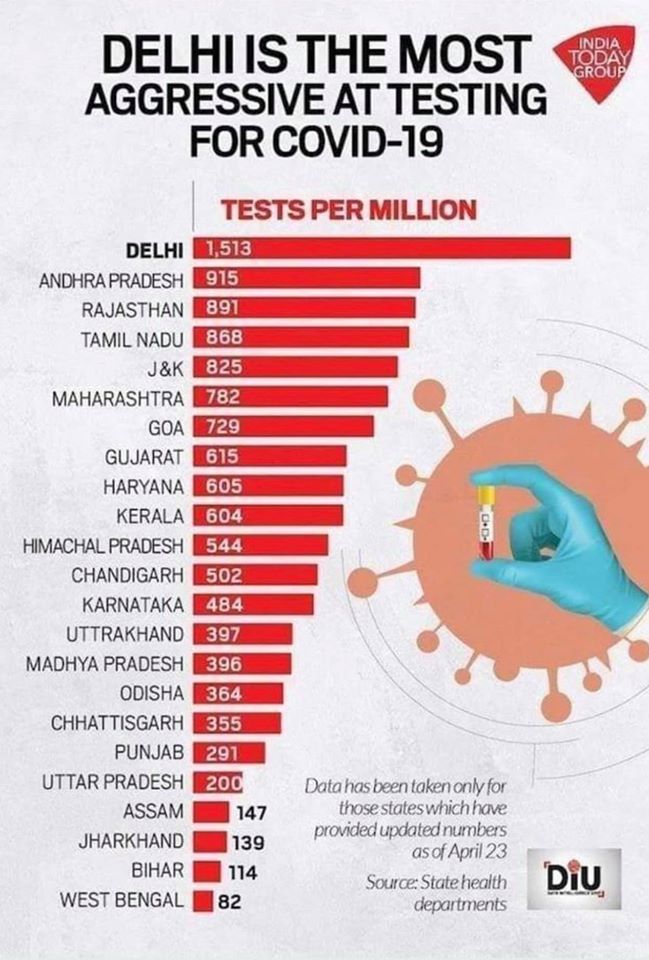 DELHI IS THE MOST
AGGRESSIVE AT TESTING
FOR COVID-19
INDIA
TODAY
GROUP
TESTS PER MILLION
DELHI 1,513
ANDHRA PRADESH 915
RAJASTHAN 891
TAMIL NADU 868
J&K 825
MAHARASHTRA 782
GOA 729
GUJARAT 615
HARYANA 605
KERALA 604
HIMACHAL PRADESH 544
CHANDIGARH 502
KARNATAKA 484
UTTRAKHAND 397
MADHYA PRADESH 396
ODISHA 364
CHHATTISGARH 355
PUNJAB 291
UTTAR PRADESH 200
ASSAM 147
JHARKHAND 139
BIHAR 114
WEST BENGAL 82
Data has been taken only for
those states which have
provided updated numbers
as of April 23
Source: State health
departments
DiU